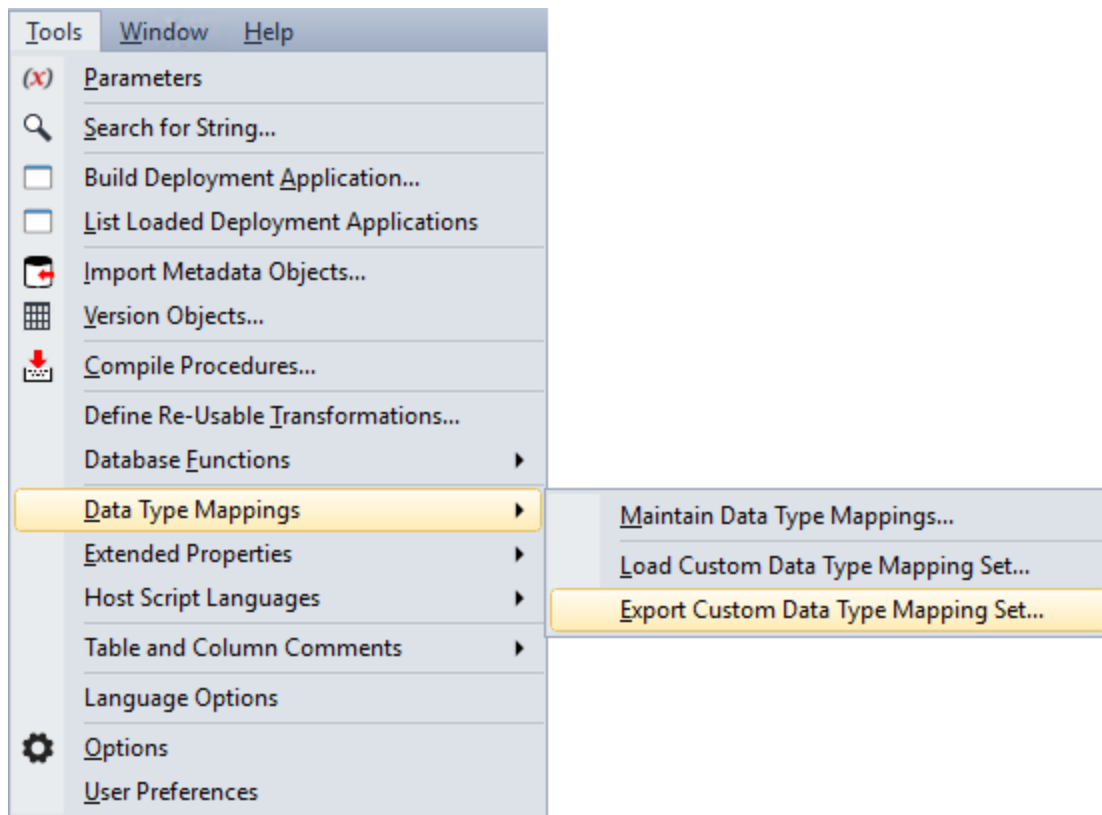 Tools Window Help
(x) Parameters
Search for String...
Build Deployment Application...
List Loaded Deployment Applications
Import Metadata Objects...
Version Objects...
Compile Procedures...
Define Re-Usable Transformations...
Database Functions
Data Type Mappings
Extended Properties
Host Script Languages
Table and Column Comments
Language Options
Options
User Preferences
Maintain Data Type Mappings...
Load Custom Data Type Mapping Set...
Export Custom Data Type Mapping Set...